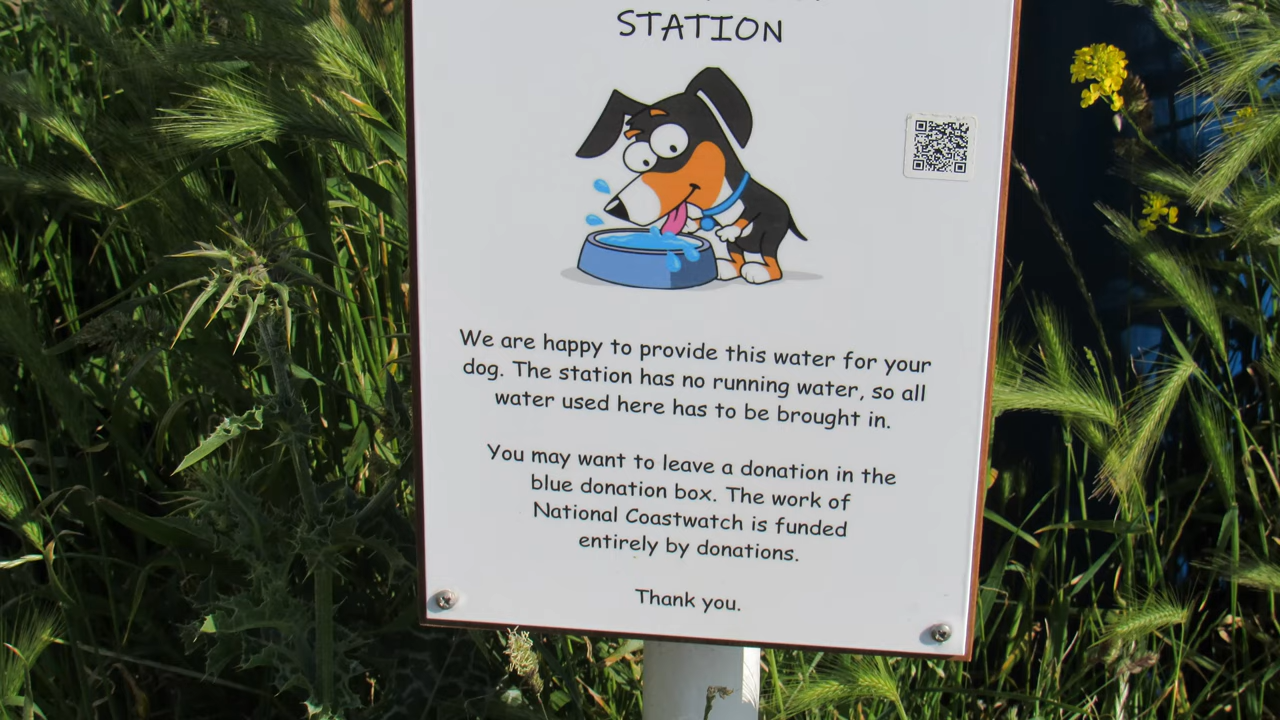 STATION
We are happy to provide this water for your
dog. The station has no running water, so all
water used here has to be brought in.
You may want to leave a donation in the
blue donation box. The work of
National Coastwatch is funded
entirely by donations.
Thank you.